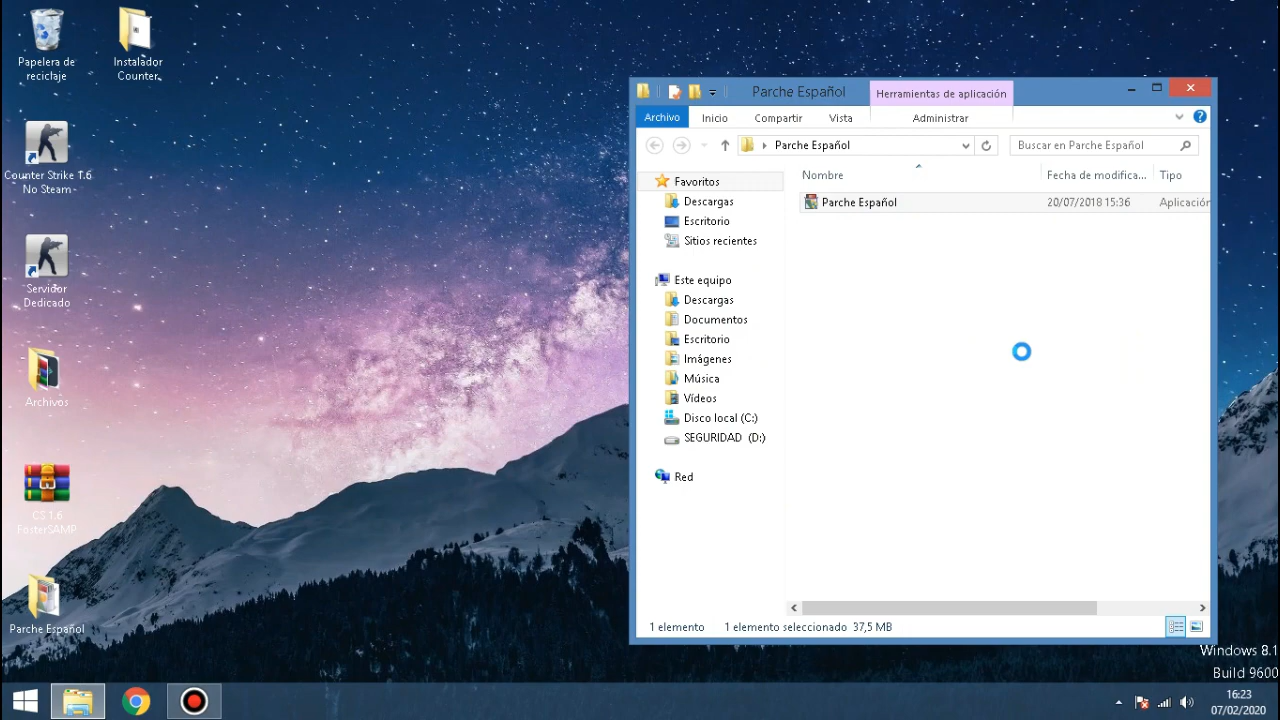 Papelera de
reciclaje
Instalador
Counter
Counter Strike 1.6
No Steam
Servidor
Dedicado
Archivos
CS 1.6
FosterSAMP
Parche Español
Parche Español
Herramientas de aplicación
Archivo
Inicio
Compartir
Vista
Administrar
Parche Español
Buscar en Parche Español
Nombre
Fecha de modifica...
Tipo
Parche Español
20/07/2018 15:36
Aplicación
Favoritos
Descargas
Escritorio
Sitios recientes
Este equipo
Descargas
Documentos
Escritorio
Imágenes
Música
Vídeos
Disco local (C:)
SEGURIDAD (D:)
Red
1 elemento
1 elemento seleccionado 37,5 MB
Windows 8.1
Build 9600
16:23
07/02/2020